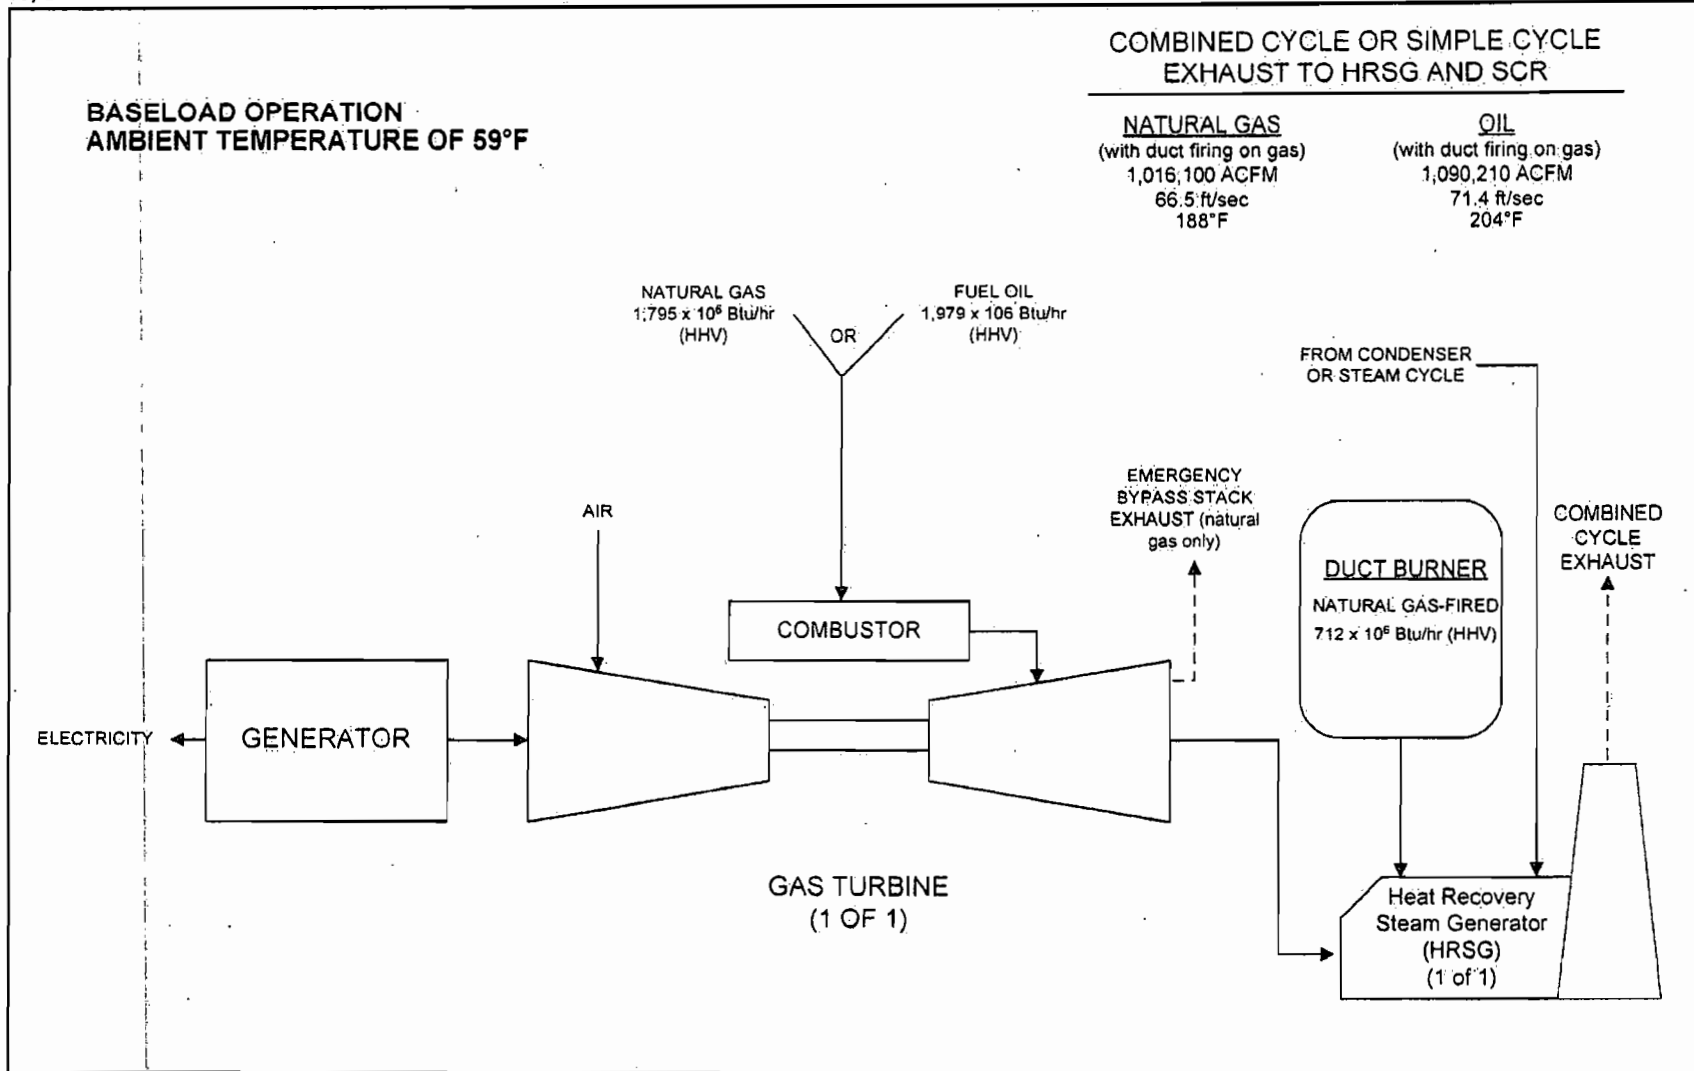 COMBINED CYCLE OR SIMPLE CYCLE
EXHAUST TO HRSG AND SCR
BASELOAD OPERATION
AMBIENT TEMPERATURE OF 59°F
NATURAL GAS
(with duct firing on gas)
1,016,100 ACFM
66.5 ft/sec
188°F
OIL
(with duct firing on gas)
1,090,210 ACFM
71.4 ft/sec
204°F
NATURAL GAS
1,795 x 10⁶ Btu/hr
(HHV)
OR
FUEL OIL
1,979 x 106 Btu/hr
(HHV)
FROM CONDENSER
OR STEAM CYCLE
EMERGENCY
BYPASS STACK
EXHAUST (natural
gas only)
AIR
COMBINED
CYCLE
EXHAUST
DUCT BURNER
NATURAL GAS-FIRED
712 x 10⁶ Btu/hr (HHV)
COMBUSTOR
ELECTRICITY
GENERATOR
GAS TURBINE
(1 OF 1)
Heat Recovery
Steam Generator
(HRSG)
(1 of 1)